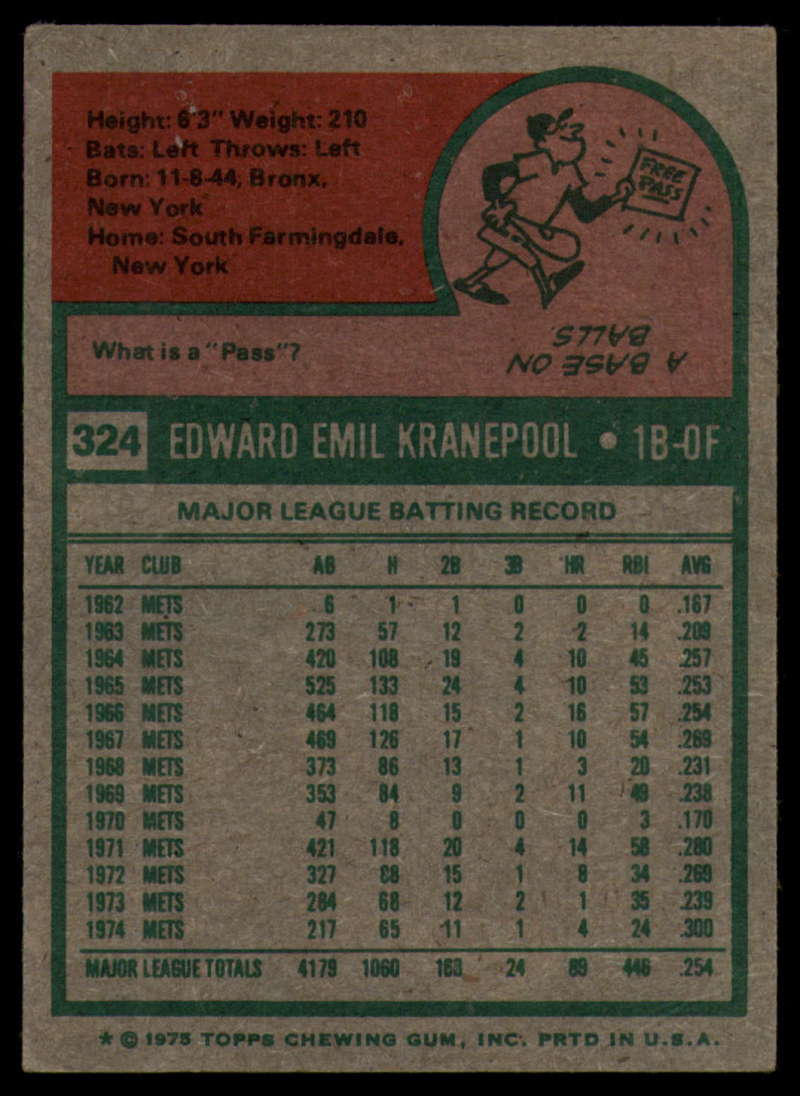 Height: 6'3" Weight: 210
Bats: Left Throws: Left
Born: 11-8-44, Bronx,
New York
Home: South Farmingdale,
New York
FREE
PASS
What is a "Pass"?
A BASE ON
BALLS.
324 EDWARD EMIL KRANEPOOL • 1B-OF
MAJOR LEAGUE BATTING RECORD
YEAR CLUB AB H 2B 3B HR RBI AVG
1962 METS 6 1 1 0 0 0 .167
1963 METS 273 57 12 2 2 14 .209
1964 METS 420 108 19 4 10 45 .257
1965 METS 525 133 24 4 10 53 .253
1966 METS 464 118 15 2 16 57 .254
1967 METS 469 126 17 1 10 54 .269
1968 METS 373 86 13 1 3 20 .231
1969 METS 353 84 9 2 11 49 .238
1970 METS 47 8 0 0 0 3 .170
1971 METS 421 118 20 4 14 58 .280
1972 METS 327 88 15 1 8 34 .269
1973 METS 284 68 12 2 1 35 .239
1974 METS 217 65 11 1 4 24 .300
MAJOR LEAGUE TOTALS 4179 1060 168 24 89 446 .254
* © 1975 TOPPS CHEWING GUM, INC. PRTD IN U.S.A.